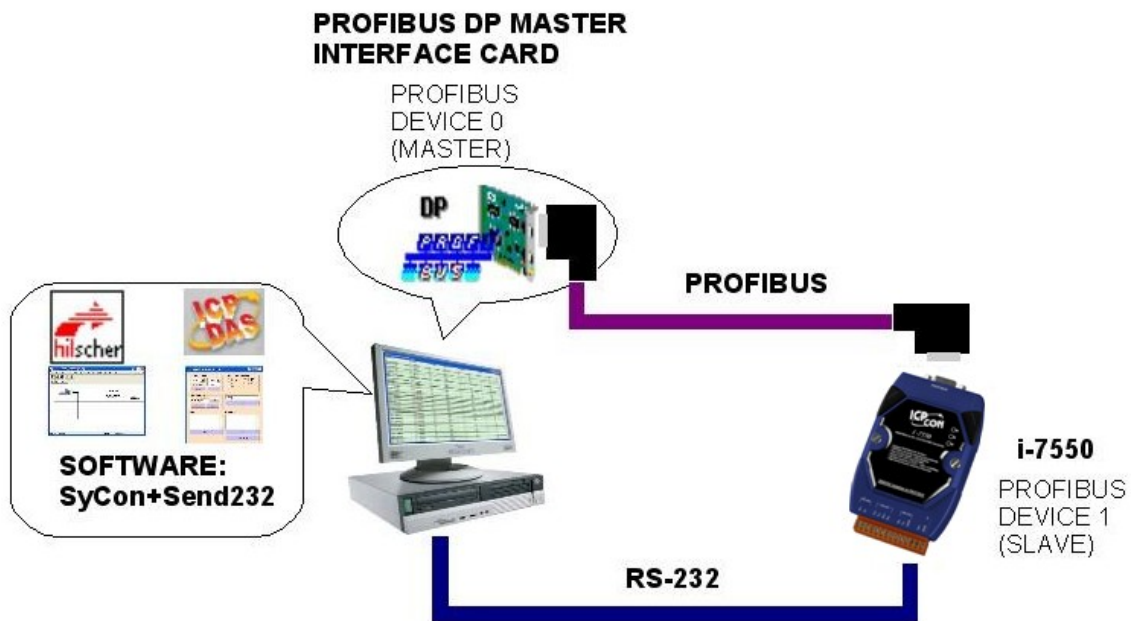 PROFIBUS DP MASTER
INTERFACE CARD
PROFIBUS
DEVICE 0
(MASTER)
DP
PROFI
BUS
PROFIBUS
hilscher
ICP
DAS
SOFTWARE:
SyCon+Send232
ICP
CON
i-7550
i-7550
PROFIBUS
DEVICE 1
(SLAVE)
RS-232